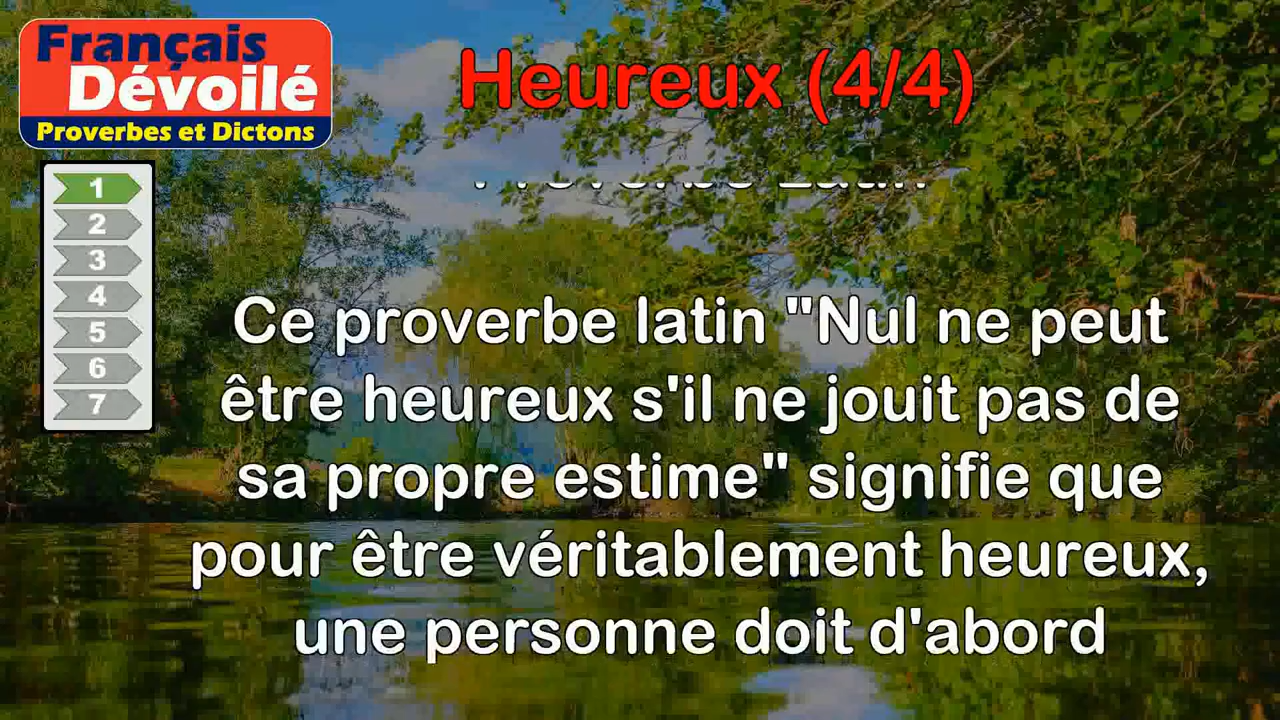 Français
Dévoilé
Proverbes et Dictons
Heureux (4/4)
1
2
3
4
5
6
7
Proverbe Latin
Ce proverbe latin "Nul ne peut
être heureux s'il ne jouit pas de
sa propre estime" signifie que
pour être véritablement heureux,
une personne doit d'abord